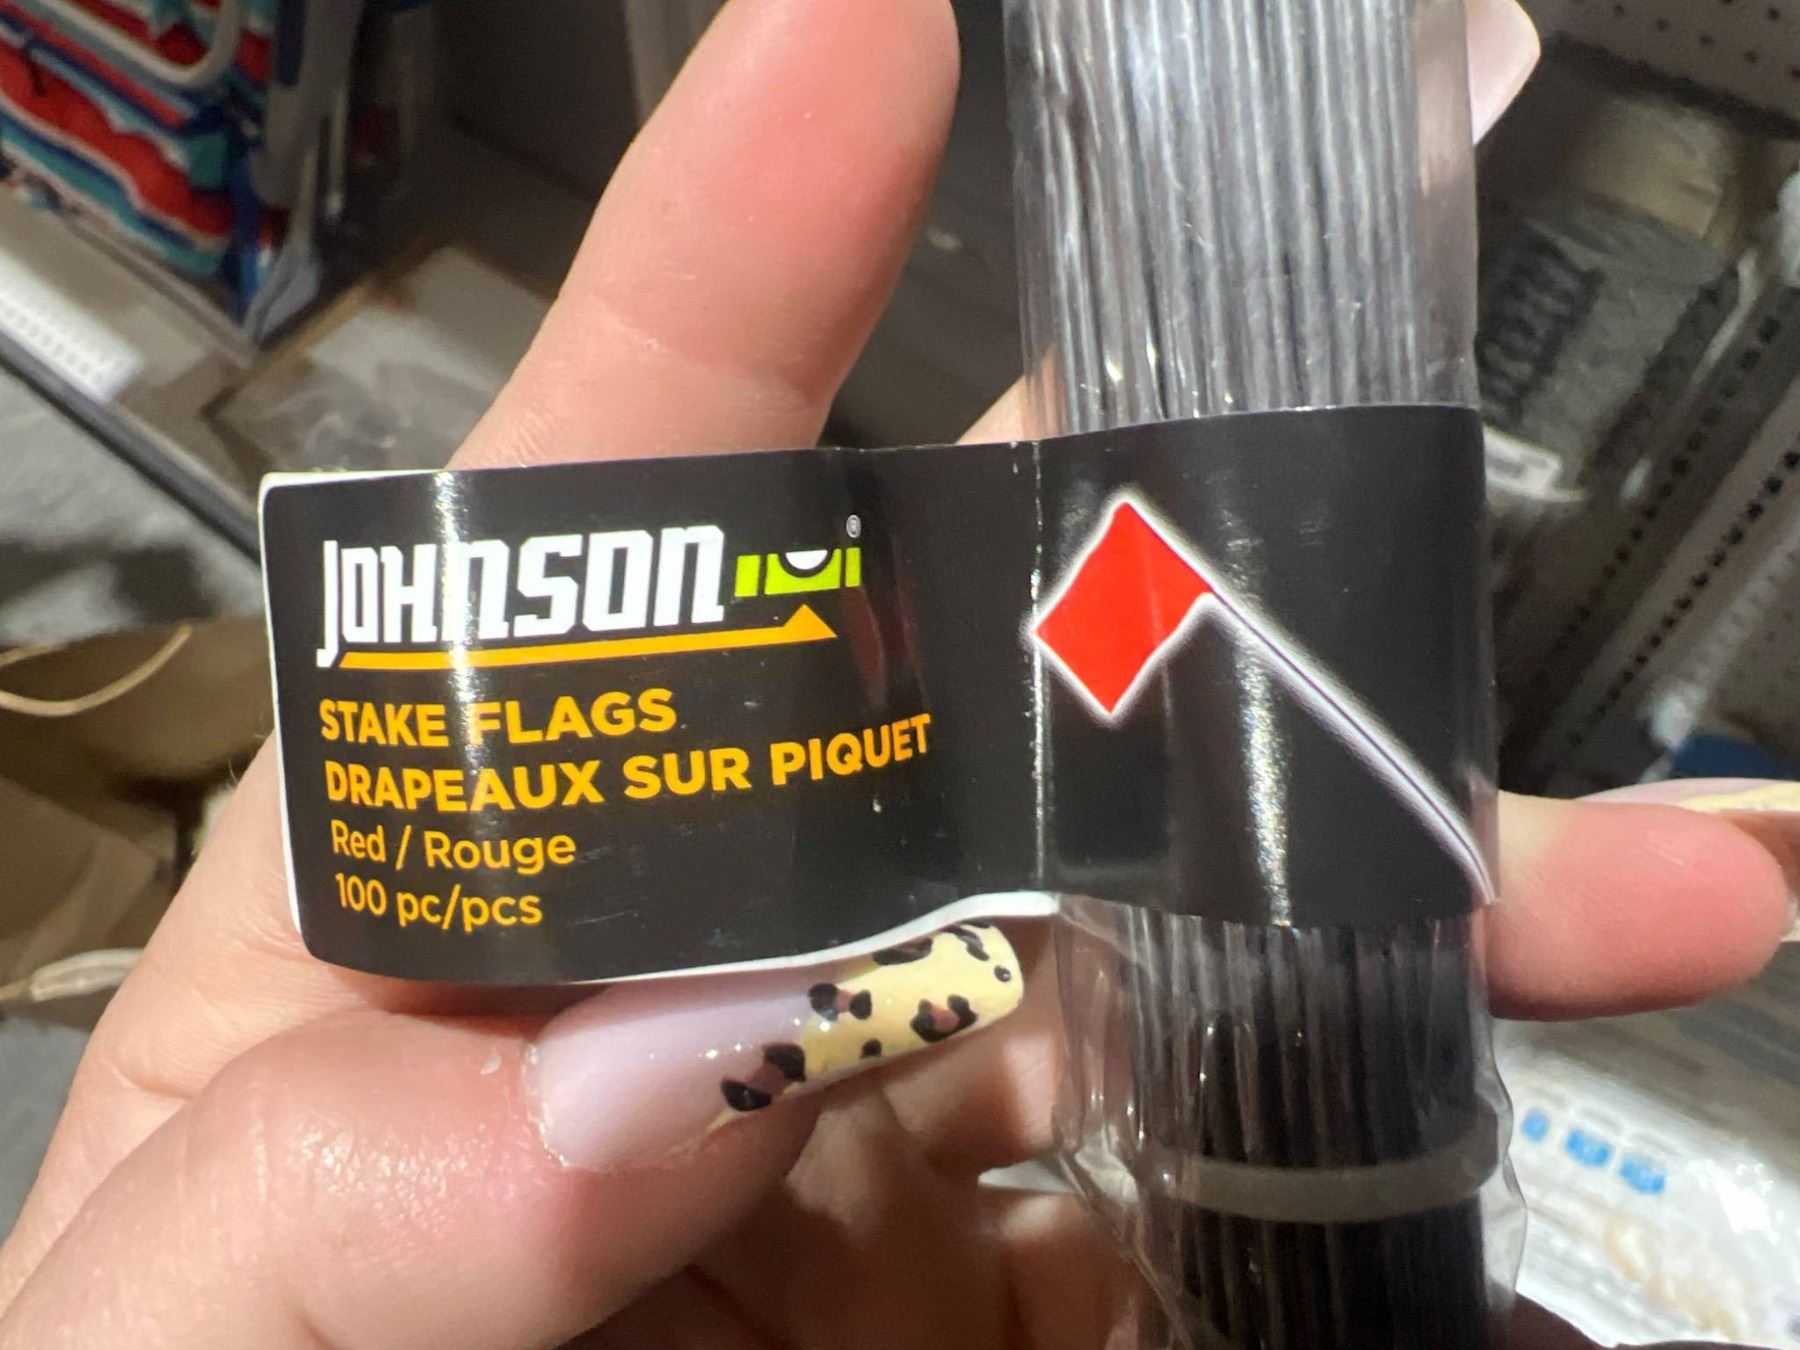 JOHNSON®
STAKE FLAGS
DRAPEAUX SUR PIQUET
Red / Rouge
100 pc/pcs